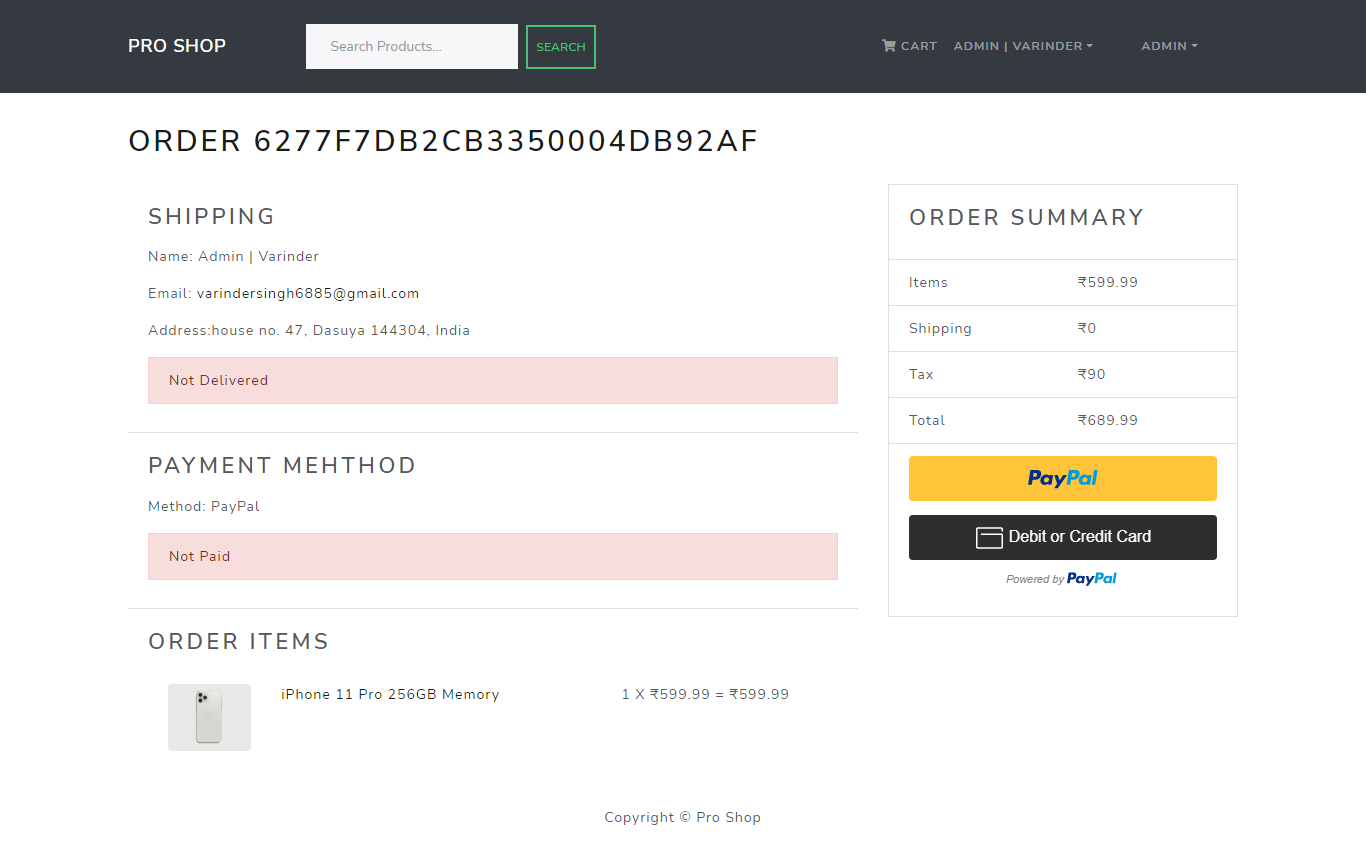 PRO SHOP
Search Products...
SEARCH
CART
ADMIN | VARINDER
ADMIN
ORDER 6277F7DB2CB3350004DB92AF
SHIPPING
Name: Admin | Varinder
Email: varindersingh6885@gmail.com
Address:house no. 47, Dasuya 144304, India
Not Delivered
PAYMENT MEHTHOD
Method: PayPal
Not Paid
ORDER ITEMS
iPhone 11 Pro 256GB Memory
1 X ₹599.99 = ₹599.99
ORDER SUMMARY
Items ₹599.99
Shipping ₹0
Tax ₹90
Total ₹689.99
PayPal
Debit or Credit Card
Powered by PayPal
Copyright © Pro Shop